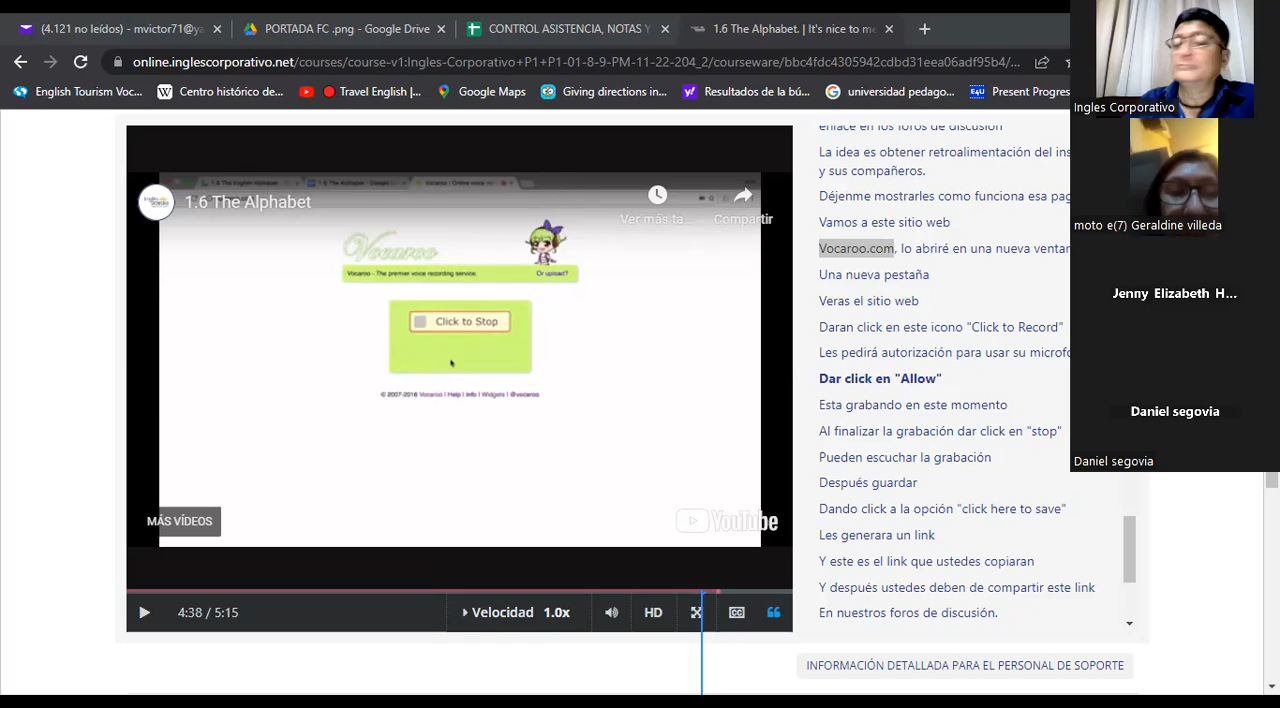 (4.121 no leídos) - mvictor71@ya
PORTADA FC .png - Google Drive
CONTROL ASISTENCIA, NOTAS Y
1.6 The Alphabet. | It's nice to me
online.inglescorporativo.net/courses/course-v1:Ingles-Corporativo+P1+P1-01-8-9-PM-11-22-204_2/courseware/bbc4fdc4305942cdbd31eea06adf95b4/...
English Tourism Voc...
Centro histórico de...
Travel English |...
Google Maps
Giving directions in...
Resultados de la bú...
universidad pedago...
Present Progres
Ingles Corporativo
moto e(7) Geraldine villeda
Jenny Elizabeth H...
Daniel segovia
Daniel segovia
1.6 The Alphabet
Ver más ta...
Compartir
Vocaroo
Vocaroo - The premier voice recording service.
Or upload?
Click to Stop
© 2007-2016 Vocaroo | Help | Info | Widgets | @vocaroo
MÁS VÍDEOS
YouTube
4:38 / 5:15
Velocidad 1.0x
HD
enlace en los foros de discusión
La idea es obtener retroalimentación del ins
y sus compañeros.
Déjenme mostrarles como funciona esa pag
Vamos a este sitio web
Vocaroo.com, lo abriré en una nueva ventan
Una nueva pestaña
Veras el sitio web
Daran click en este icono "Click to Record"
Les pedirá autorización para usar su microfo
Dar click en "Allow"
Esta grabando en este momento
Al finalizar la grabación dar click en "stop"
Pueden escuchar la grabación
Después guardar
Dando click a la opción "click here to save"
Les generara un link
Y este es el link que ustedes copiaran
Y después ustedes deben de compartir este link
En nuestros foros de discusión.
INFORMACIÓN DETALLADA PARA EL PERSONAL DE SOPORTE